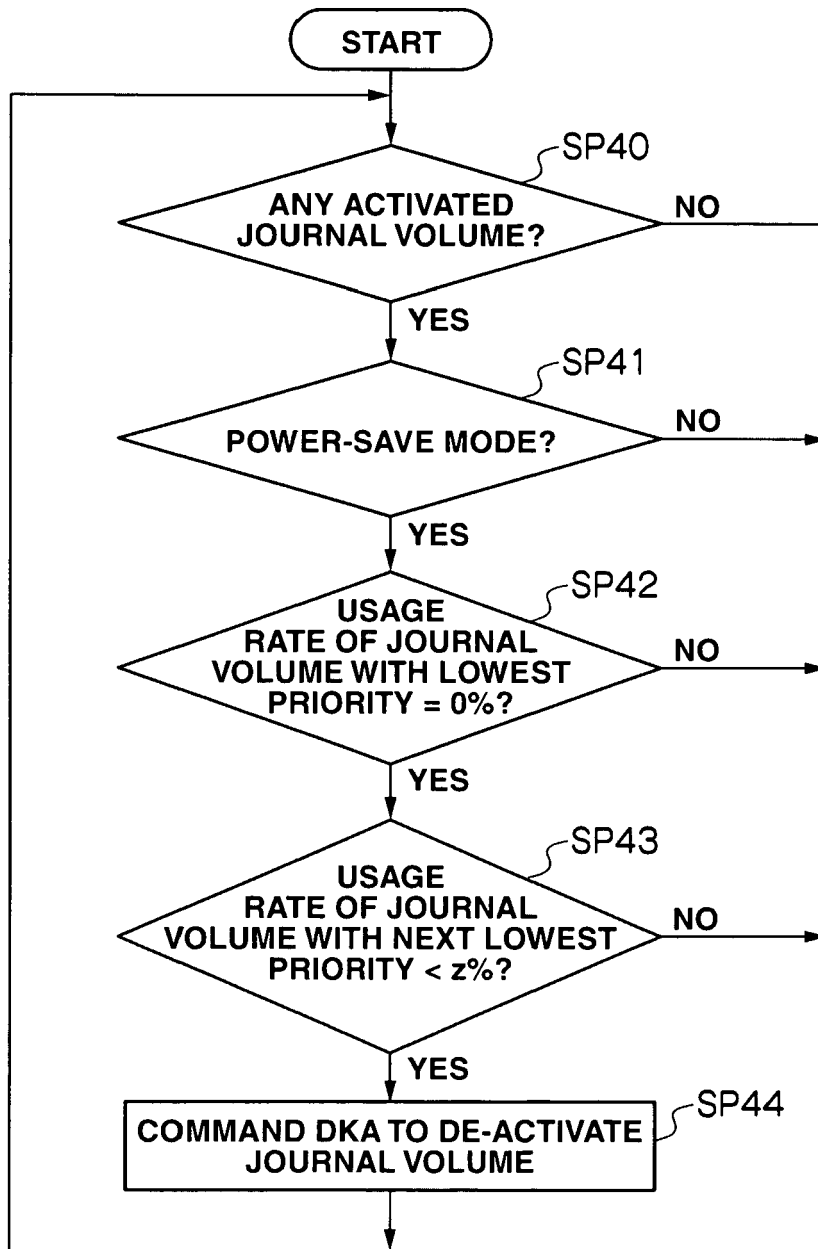 START
SP40
ANY ACTIVATED
JOURNAL VOLUME?
NO
YES
SP41
POWER-SAVE MODE?
NO
YES
SP42
USAGE
RATE OF JOURNAL
VOLUME WITH LOWEST
PRIORITY = 0%?
NO
YES
SP43
USAGE
RATE OF JOURNAL
VOLUME WITH NEXT LOWEST
PRIORITY < z%?
NO
YES
SP44
COMMAND DKA TO DE-ACTIVATE
JOURNAL VOLUME